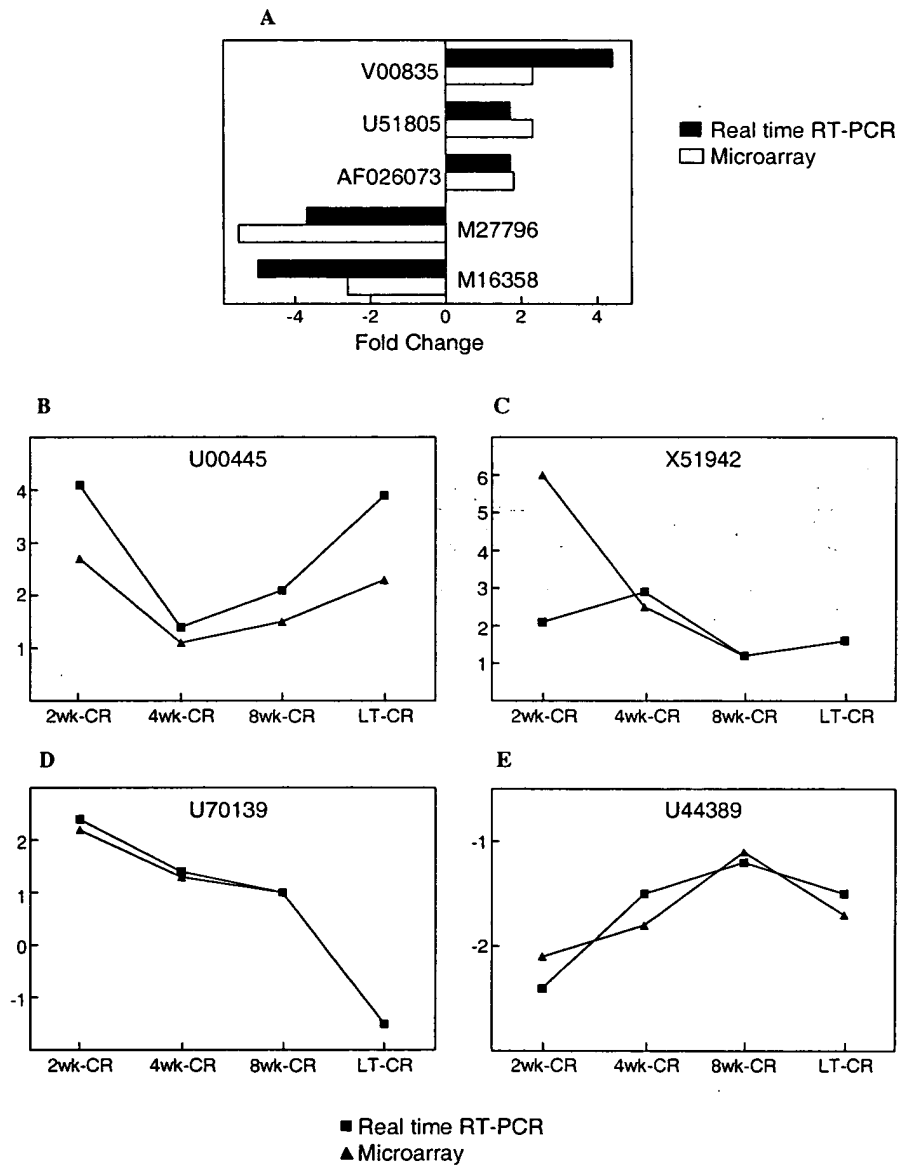 A
V00835
U51805
AF026073
M27796
M16358
-4 -2 0 2 4
Fold Change
Real time RT-PCR
Microarray
B
U00445
4
3
2
1
2wk-CR 4wk-CR 8wk-CR LT-CR
C
X51942
6
5
4
3
2
1
2wk-CR 4wk-CR 8wk-CR LT-CR
D
U70139
2
1
0
-1
2wk-CR 4wk-CR 8wk-CR LT-CR
E
U44389
-1
-2
2wk-CR 4wk-CR 8wk-CR LT-CR
Real time RT-PCR
Microarray